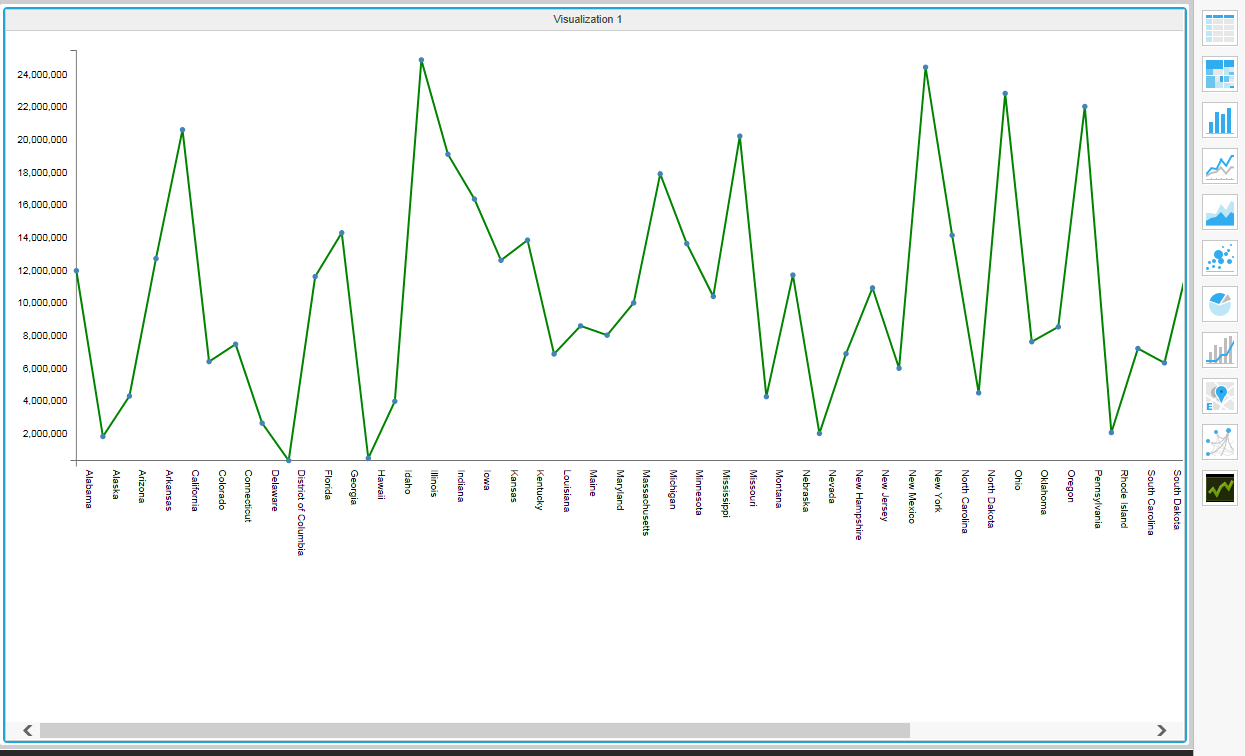 Visualization 1
24,000,000
22,000,000
20,000,000
18,000,000
16,000,000
14,000,000
12,000,000
10,000,000
8,000,000
6,000,000
4,000,000
2,000,000
Alabama
Alaska
Arizona
Arkansas
California
Colorado
Connecticut
Delaware
District of Columbia
Florida
Georgia
Hawaii
Idaho
Illinois
Indiana
Iowa
Kansas
Kentucky
Louisiana
Maine
Maryland
Massachusetts
Michigan
Minnesota
Mississippi
Missouri
Montana
Nebraska
Nevada
New Hampshire
New Jersey
New Mexico
New York
North Carolina
North Dakota
Ohio
Oklahoma
Oregon
Pennsylvania
Rhode Island
South Carolina
South Dakota
E